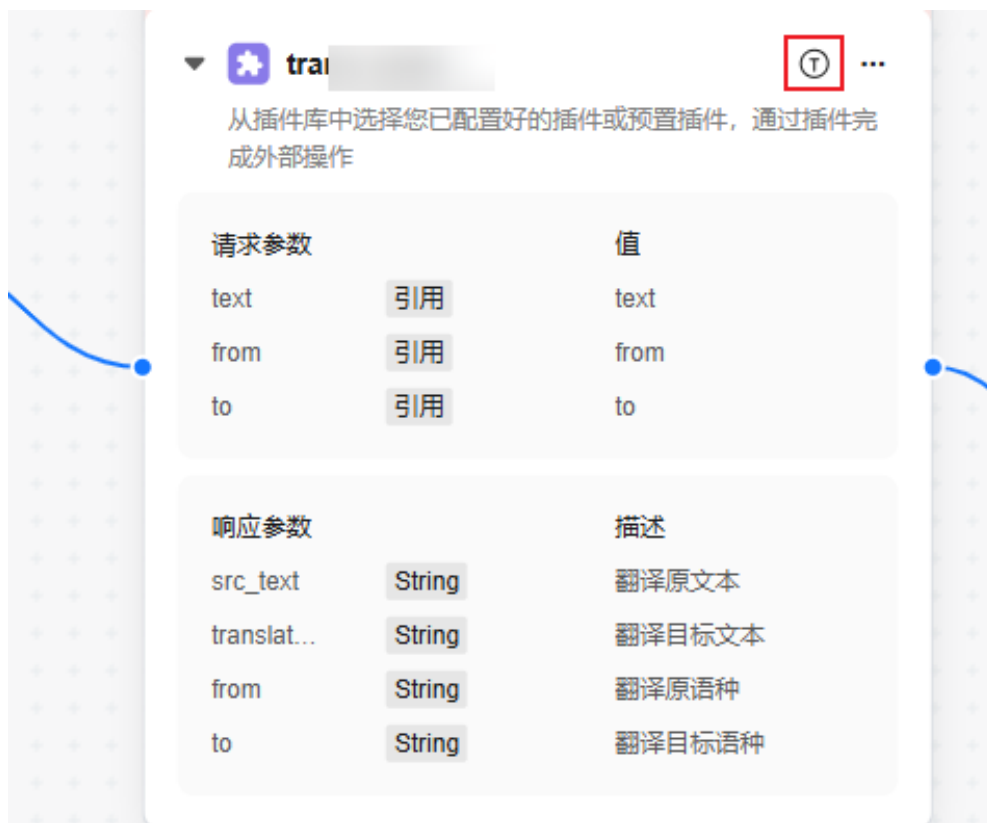 Ⓣ ...
从插件库中选择您已配置好的插件或预置插件，通过插件完
成外部操作
请求参数 值
text 引用 text
from 引用 from
to 引用 to
响应参数 描述
src_text String 翻译原文本
translat... String 翻译目标文本
from String 翻译原语种
to String 翻译目标语种